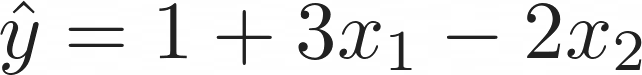 ŷ = 1 + 3x₁ − 2x₂